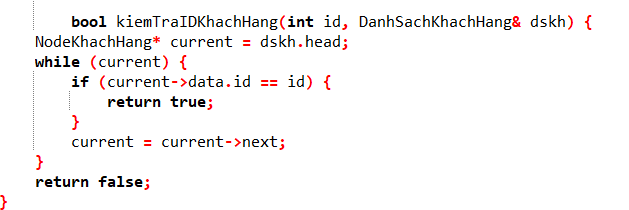 bool kiemTraIDKhachHang(int id, DanhSachKhachHang& dskh) {
NodeKhachHang* current = dskh.head;
while (current) {
if (current->data.id == id) {
return true;
}
current = current->next;
}
return false;
}